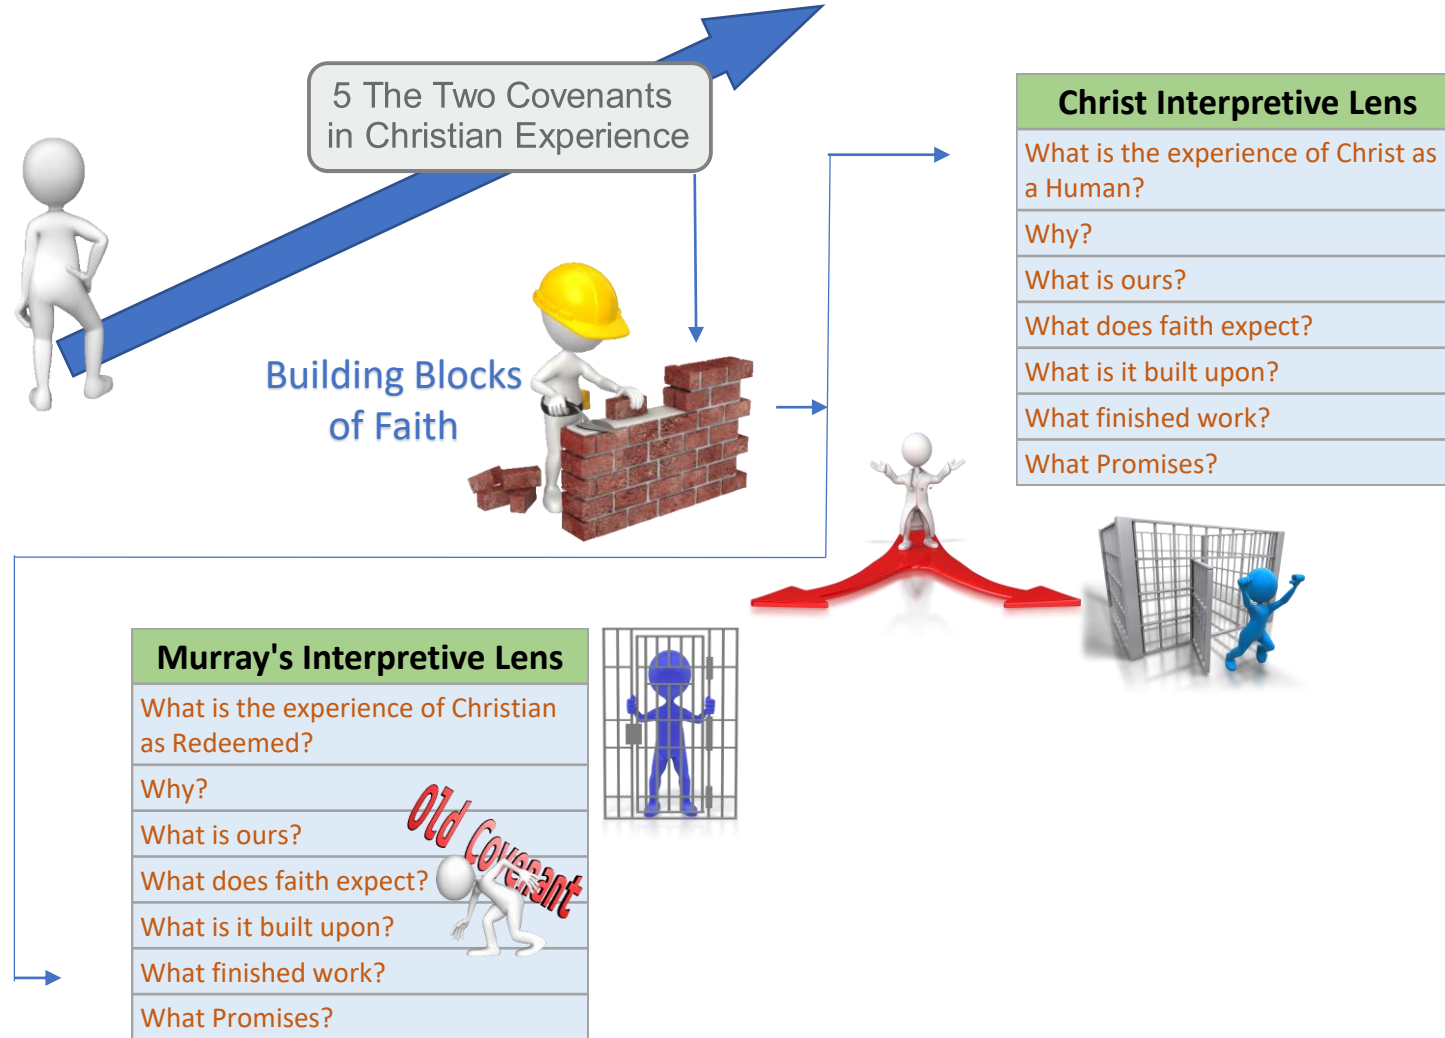 5 The Two Covenants
in Christian Experience
Building Blocks
of Faith
Christ Interpretive Lens
What is the experience of Christ as
a Human?
Why?
What is ours?
What does faith expect?
What is it built upon?
What finished work?
What Promises?
Murray's Interpretive Lens
What is the experience of Christian
as Redeemed?
Why?
What is ours?
What does faith expect?
What is it built upon?
What finished work?
What Promises?
Old Covenant